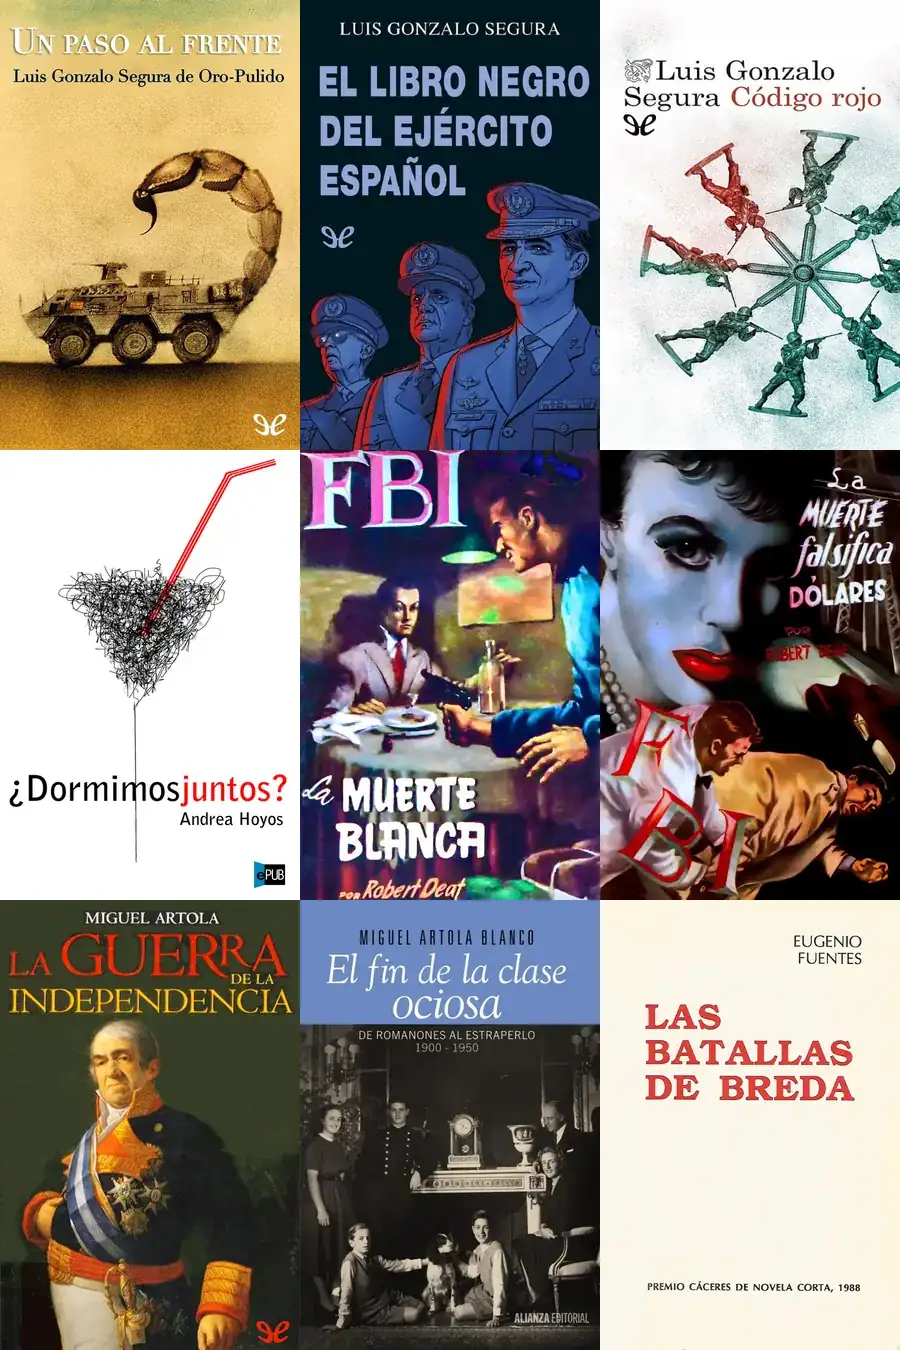 UN PASO AL FRENTE
Luis Gonzalo Segura de Oro-Pulido
LUIS GONZALO SEGURA
EL LIBRO NEGRO
DEL EJÉRCITO
ESPAÑOL
Luis Gonzalo
Segura Código rojo
¿Dormimosjuntos?
Andrea Hoyos
ePUB
FBI
La
MUERTE
BLANCA
POR Robert Deaf
La
MUERTE
falsifica
DÓLARES
POR
ROBERT DEAF
FBI
MIGUEL ARTOLA
LA GUERRA
DE LA
INDEPENDENCIA
MIGUEL ARTOLA BLANCO
El fin de la clase
ociosa
DE ROMANONES AL ESTRAPERLO
1900 - 1950
ALIANZA EDITORIAL
EUGENIO
FUENTES
LAS
BATALLAS
DE BREDA
PREMIO CÁCERES DE NOVELA CORTA, 1988